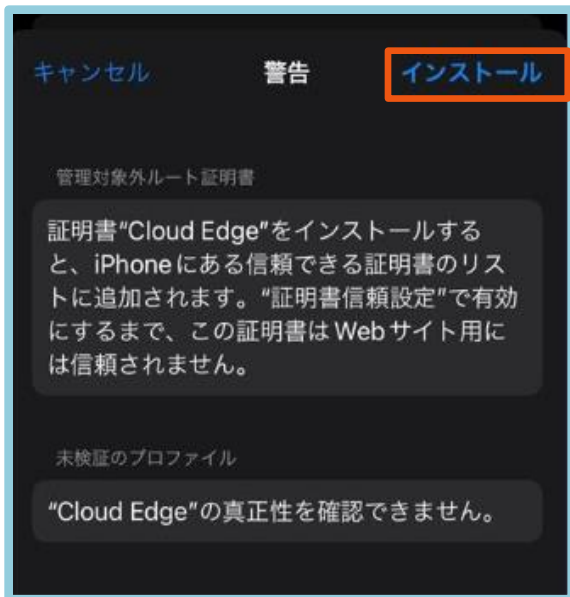 キャンセル 警告 インストール
管理対象外ルート証明書
証明書“Cloud Edge”をインストールする
と、iPhoneにある信頼できる証明書のリス
トに追加されます。“証明書信頼設定”で有効
にするまで、この証明書はWebサイト用に
は信頼されません。
未検証のプロファイル
“Cloud Edge”の真正性を確認できません。